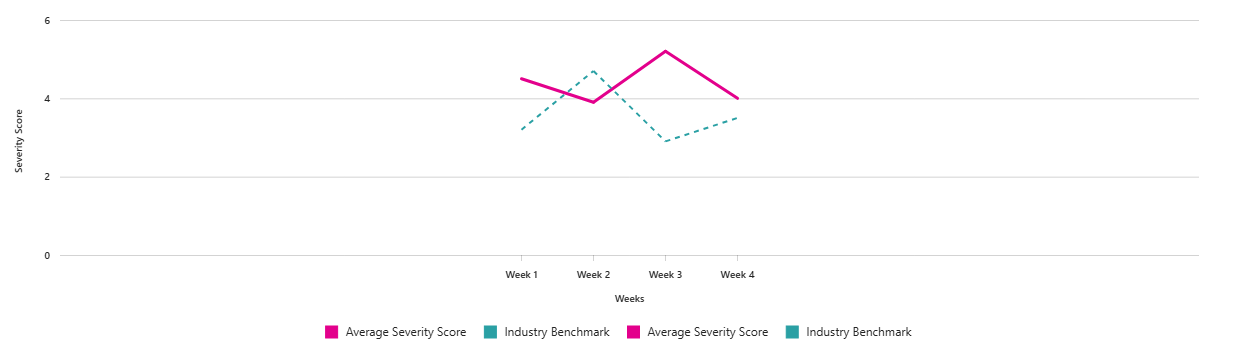 6
4
2
0
Severity Score
Week 1 Week 2 Week 3 Week 4
Weeks
Average Severity Score Industry Benchmark Average Severity Score Industry Benchmark